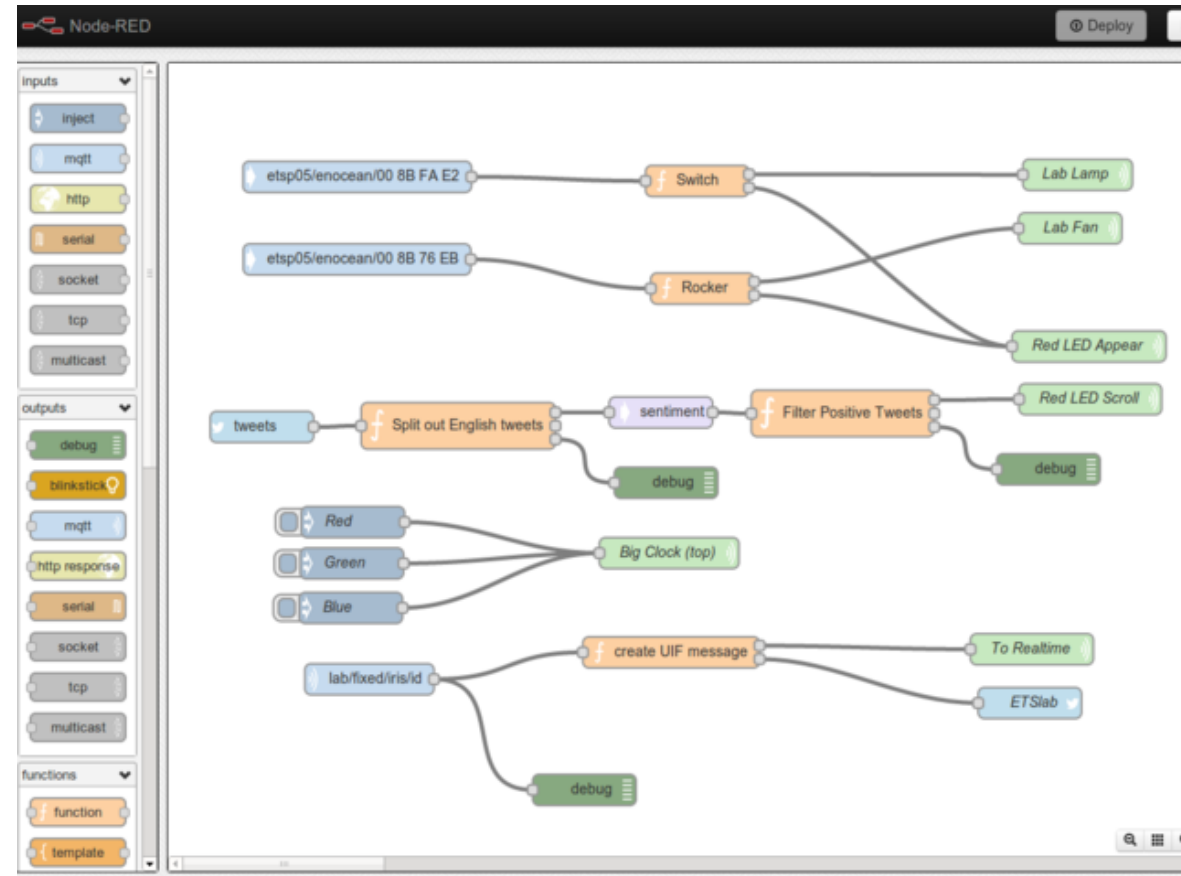 Node-RED
Deploy
inputs
inject
mqtt
http
serial
socket
tcp
multicast
outputs
debug
blinkstick
mqtt
http response
serial
socket
tcp
multicast
functions
function
template
etsp05/enocean/00 8B FA E2
Switch
Lab Lamp
Lab Fan
etsp05/enocean/00 8B 76 EB
Rocker
Red LED Appear
tweets
Split out English tweets
sentiment
Filter Positive Tweets
Red LED Scroll
debug
debug
Red
Green
Blue
Big Clock (top)
lab/fixed/iris/id
create UIF message
To Realtime
ETSlab
debug